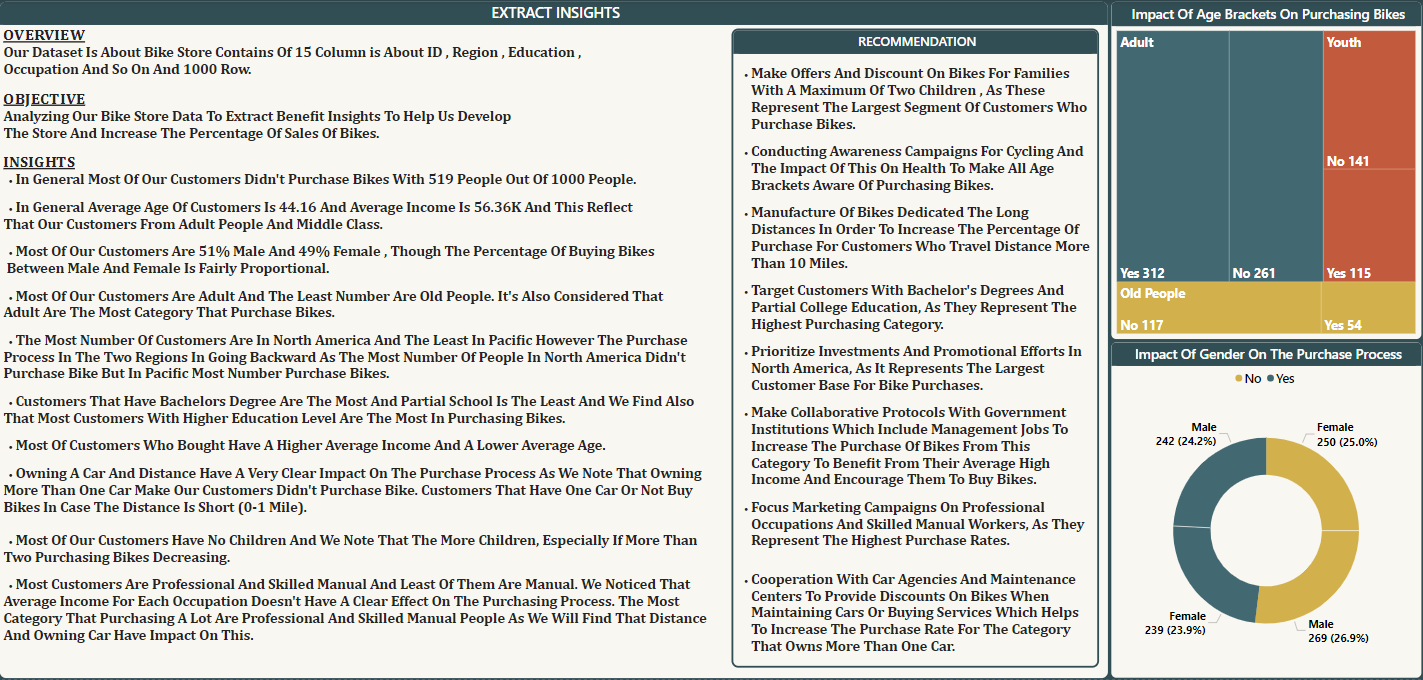 EXTRACT INSIGHTS
OVERVIEW
Our Dataset Is About Bike Store Contains Of 15 Column is About ID , Region , Education ,
Occupation And So On And 1000 Row.
OBJECTIVE
Analyzing Our Bike Store Data To Extract Benefit Insights To Help Us Develop
The Store And Increase The Percentage Of Sales Of Bikes.
INSIGHTS
• In General Most Of Our Customers Didn't Purchase Bikes With 519 People Out Of 1000 People.
• In General Average Age Of Customers Is 44.16 And Average Income Is 56.36K And This Reflect
That Our Customers From Adult People And Middle Class.
• Most Of Our Customers Are 51% Male And 49% Female , Though The Percentage Of Buying Bikes
Between Male And Female Is Fairly Proportional.
• Most Of Our Customers Are Adult And The Least Number Are Old People. It's Also Considered That
Adult Are The Most Category That Purchase Bikes.
• The Most Number Of Customers Are In North America And The Least In Pacific However The Purchase
Process In The Two Regions In Going Backward As The Most Number Of People In North America Didn't
Purchase Bike But In Pacific Most Number Purchase Bikes.
• Customers That Have Bachelors Degree Are The Most And Partial School Is The Least And We Find Also
That Most Customers With Higher Education Level Are The Most In Purchasing Bikes.
• Most Of Customers Who Bought Have A Higher Average Income And A Lower Average Age.
• Owning A Car And Distance Have A Very Clear Impact On The Purchase Process As We Note That Owning
More Than One Car Make Our Customers Didn't Purchase Bike. Customers That Have One Car Or Not Buy
Bikes In Case The Distance Is Short (0-1 Mile).
• Most Of Our Customers Have No Children And We Note That The More Children, Especially If More Than
Two Purchasing Bikes Decreasing.
• Most Customers Are Professional And Skilled Manual And Least Of Them Are Manual. We Noticed That
Average Income For Each Occupation Doesn't Have A Clear Effect On The Purchasing Process. The Most
Category That Purchasing A Lot Are Professional And Skilled Manual People As We Will Find That Distance
And Owning Car Have Impact On This.
RECOMMENDATION
• Make Offers And Discount On Bikes For Families
With A Maximum Of Two Children , As These
Represent The Largest Segment Of Customers Who
Purchase Bikes.
• Conducting Awareness Campaigns For Cycling And
The Impact Of This On Health To Make All Age
Brackets Aware Of Purchasing Bikes.
• Manufacture Of Bikes Dedicated The Long
Distances In Order To Increase The Percentage Of
Purchase For Customers Who Travel Distance More
Than 10 Miles.
• Target Customers With Bachelor's Degrees And
Partial College Education, As They Represent The
Highest Purchasing Category.
• Prioritize Investments And Promotional Efforts In
North America, As It Represents The Largest
Customer Base For Bike Purchases.
• Make Collaborative Protocols With Government
Institutions Which Include Management Jobs To
Increase The Purchase Of Bikes From This
Category To Benefit From Their Average High
Income And Encourage Them To Buy Bikes.
• Focus Marketing Campaigns On Professional
Occupations And Skilled Manual Workers, As They
Represent The Highest Purchase Rates.
• Cooperation With Car Agencies And Maintenance
Centers To Provide Discounts On Bikes When
Maintaining Cars Or Buying Services Which Helps
To Increase The Purchase Rate For The Category
That Owns More Than One Car.
Impact Of Age Brackets On Purchasing Bikes
Adult
Youth
No 141
Yes 312
No 261
Yes 115
Old People
No 117
Yes 54
Impact Of Gender On The Purchase Process
No Yes
Male
242 (24.2%)
Female
250 (25.0%)
Female
239 (23.9%)
Male
269 (26.9%)